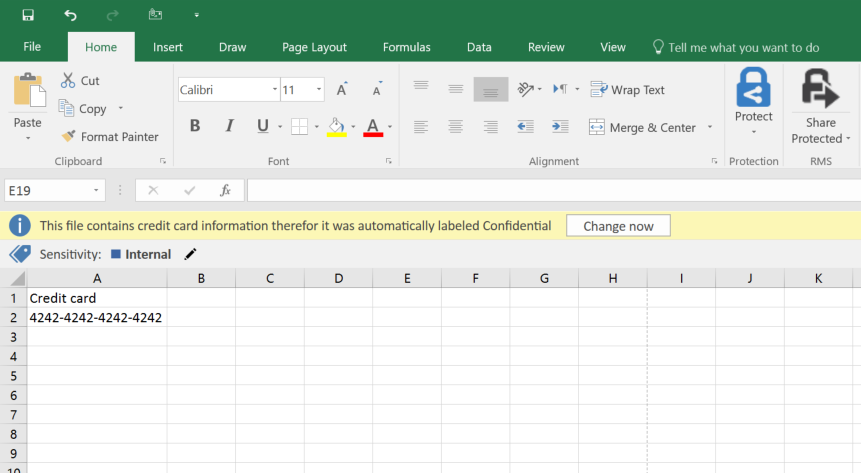 File Home Insert Draw Page Layout Formulas Data Review View Tell me what you want to do
Paste
Cut
Copy
Format Painter
Clipboard
Calibri 11 A A
B I U A
Font
Wrap Text
Merge & Center
Alignment
Protect
Protection
Share
Protected
RMS
E19 fx
This file contains credit card information therefor it was automatically labeled Confidential Change now
Sensitivity: Internal
A B C D E F G H I J K
1 Credit card
2 4242-4242-4242-4242
3
4
5
6
7
8
9
10